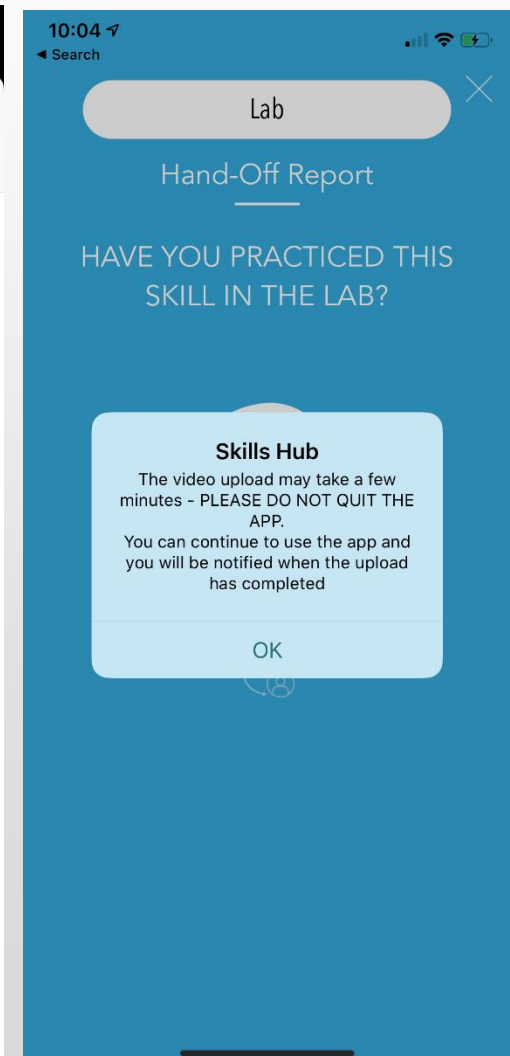 10:04
◄ Search
Lab
Hand-Off Report
HAVE YOU PRACTICED THIS
SKILL IN THE LAB?
Skills Hub
The video upload may take a few
minutes - PLEASE DO NOT QUIT THE
APP.
You can continue to use the app and
you will be notified when the upload
has completed
OK